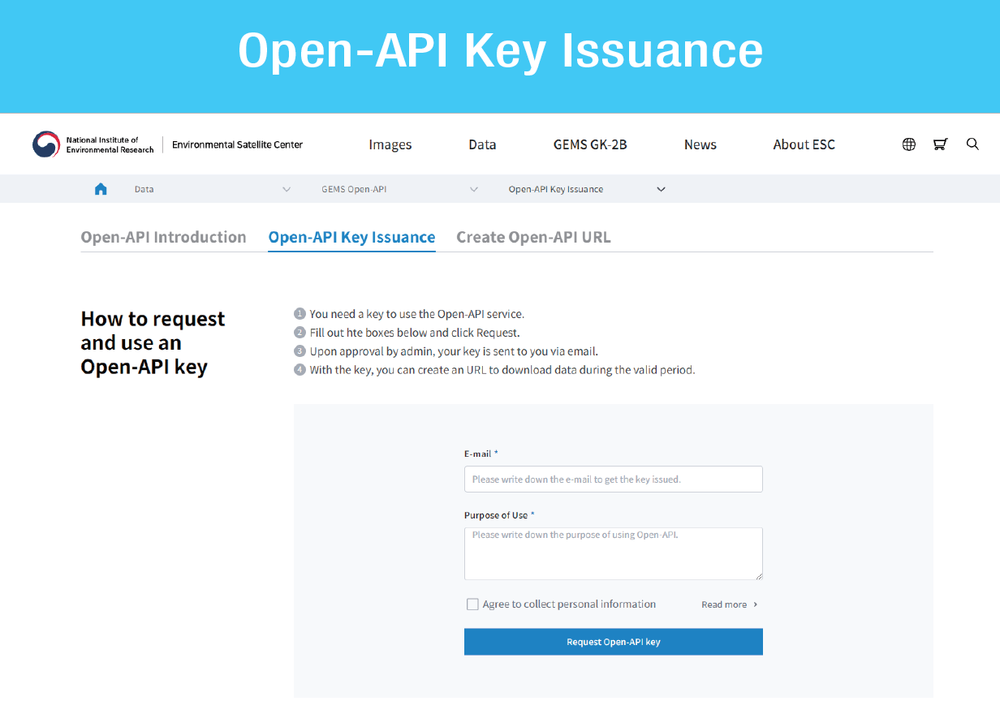 Open-API Key Issuance
National Institute of
Environmental Research
Environmental Satellite Center
Images
Data
GEMS GK-2B
News
About ESC
Data
GEMS Open-API
Open-API Key Issuance
Open-API Introduction
Open-API Key Issuance
Create Open-API URL
How to request
and use an
Open-API key
1 You need a key to use the Open-API service.
2 Fill out hte boxes below and click Request.
3 Upon approval by admin, your key is sent to you via email.
4 With the key, you can create an URL to download data during the valid period.
E-mail *
Please write down the e-mail to get the key issued.
Purpose of Use *
Please write down the purpose of using Open-API.
Agree to collect personal information
Read more >
Request Open-API key